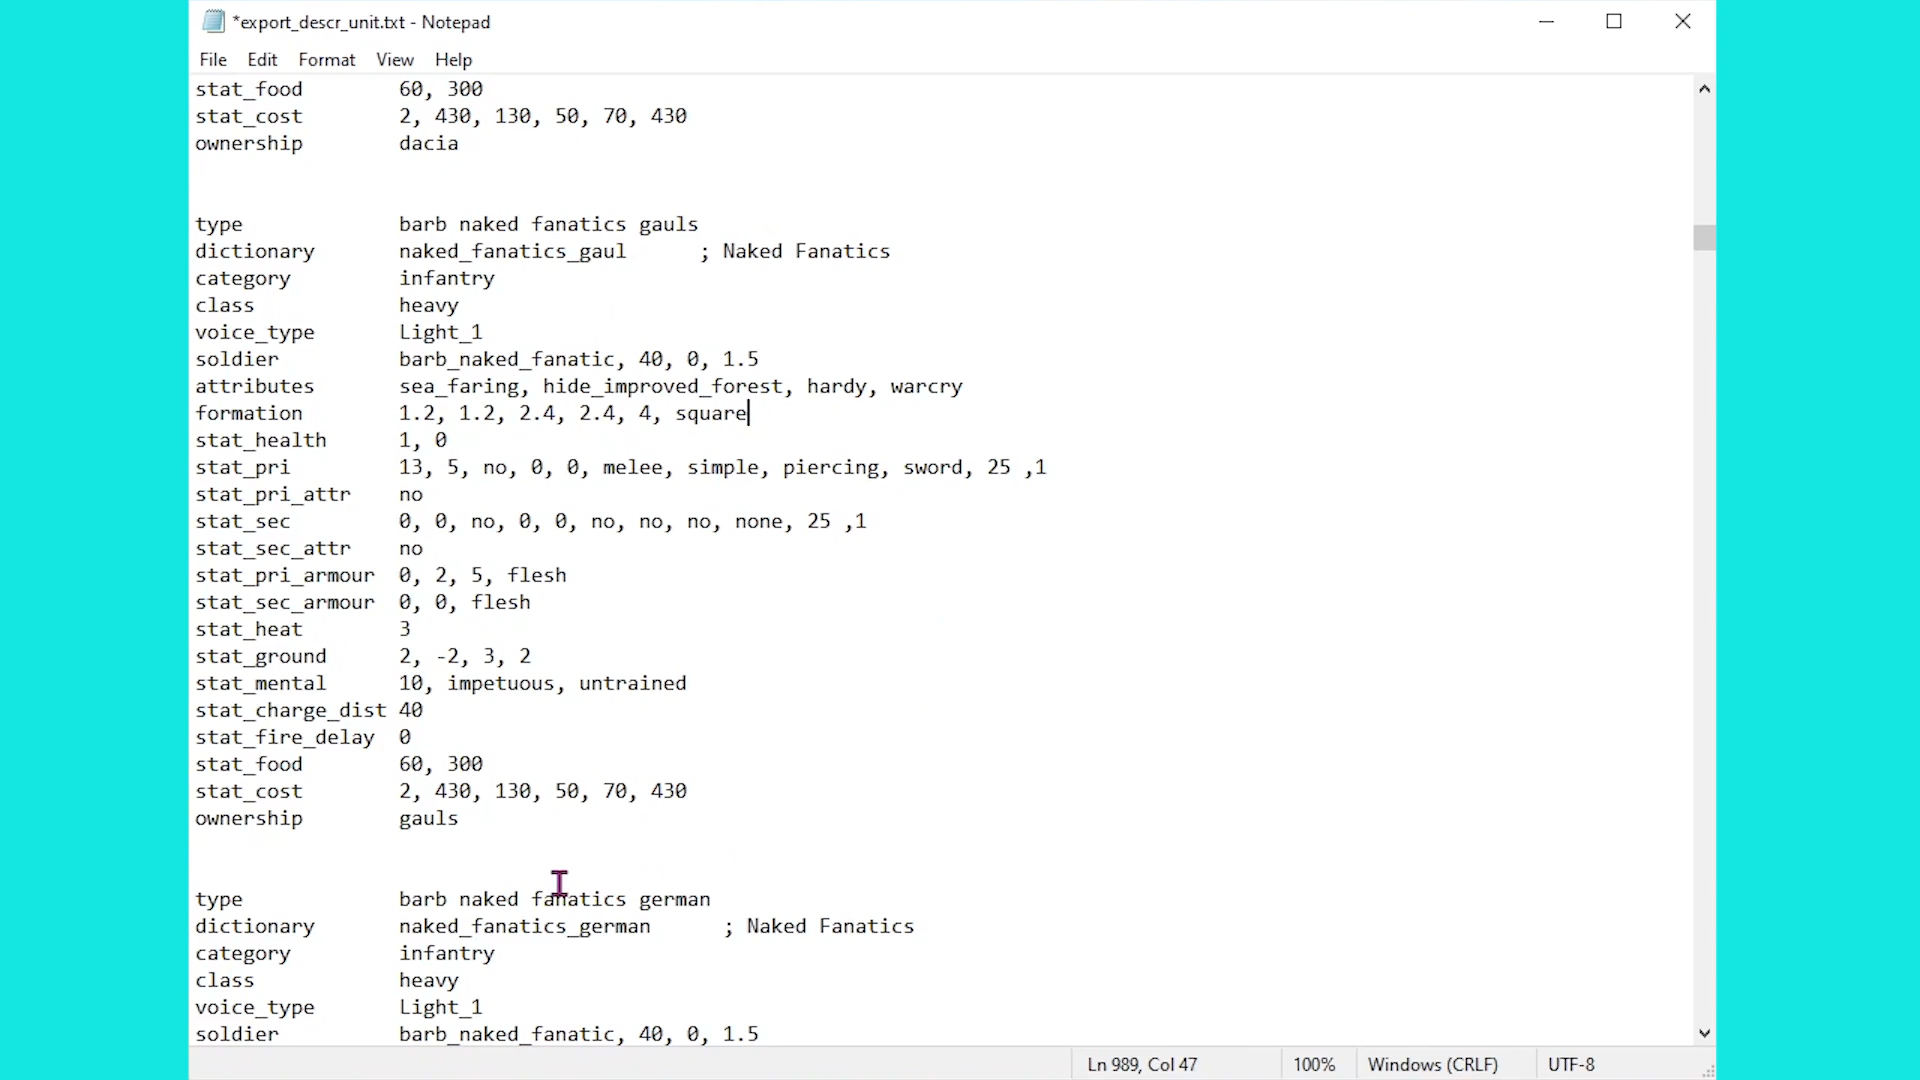 *export_descr_unit.txt - Notepad
File Edit Format View Help
stat_food 60, 300
stat_cost 2, 430, 130, 50, 70, 430
ownership dacia
type barb naked fanatics gauls
dictionary naked_fanatics_gaul ; Naked Fanatics
category infantry
class heavy
voice_type Light_1
soldier barb_naked_fanatic, 40, 0, 1.5
attributes sea_faring, hide_improved_forest, hardy, warcry
formation 1.2, 1.2, 2.4, 2.4, 4, square
stat_health 1, 0
stat_pri 13, 5, no, 0, 0, melee, simple, piercing, sword, 25 ,1
stat_pri_attr no
stat_sec 0, 0, no, 0, 0, no, no, no, none, 25 ,1
stat_sec_attr no
stat_pri_armour 0, 2, 5, flesh
stat_sec_armour 0, 0, flesh
stat_heat 3
stat_ground 2, -2, 3, 2
stat_mental 10, impetuous, untrained
stat_charge_dist 40
stat_fire_delay 0
stat_food 60, 300
stat_cost 2, 430, 130, 50, 70, 430
ownership gauls
type barb naked fanatics german
dictionary naked_fanatics_german ; Naked Fanatics
category infantry
class heavy
voice_type Light_1
soldier barb_naked_fanatic, 40, 0, 1.5
Ln 989, Col 47 100% Windows (CRLF) UTF-8